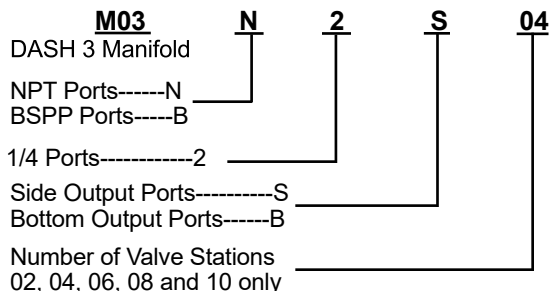 M03 N 2 S 04
DASH 3 Manifold
NPT Ports------N
BSPP Ports-----B
1/4 Ports------------2
Side Output Ports----------S
Bottom Output Ports------B
Number of Valve Stations
02, 04, 06, 08 and 10 only